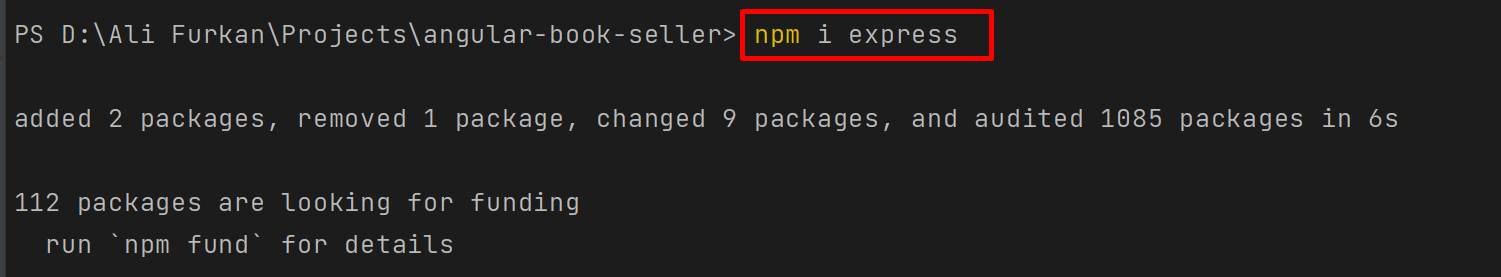 PS D:\Ali Furkan\Projects\angular-book-seller> npm i express
added 2 packages, removed 1 package, changed 9 packages, and audited 1085 packages in 6s
112 packages are looking for funding
  run `npm fund` for details